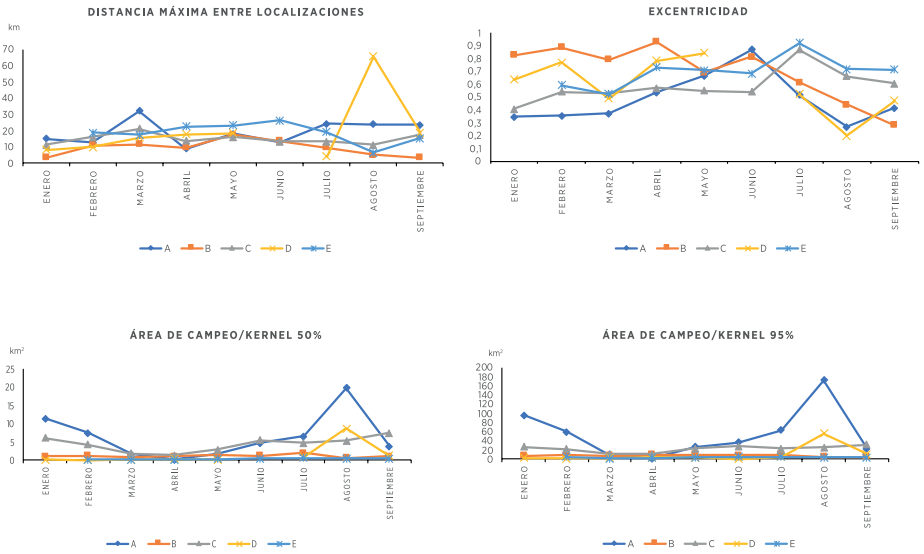 DISTANCIA MÁXIMA ENTRE LOCALIZACIONES
km
70
60
50
40
30
20
10
0
ENERO
FEBRERO
MARZO
ABRIL
MAYO
JUNIO
JULIO
AGOSTO
SEPTIEMBRE
A B C D E
EXCENTRICIDAD
1
0,9
0,8
0,7
0,6
0,5
0,4
0,3
0,2
0,1
0
ENERO
FEBRERO
MARZO
ABRIL
MAYO
JUNIO
JULIO
AGOSTO
SEPTIEMBRE
A B C D E
ÁREA DE CAMPEO/KERNEL 50%
km²
25
20
15
10
5
0
ENERO
FEBRERO
MARZO
ABRIL
MAYO
JUNIO
JULIO
AGOSTO
SEPTIEMBRE
A B C D E
ÁREA DE CAMPEO/KERNEL 95%
km²
200
180
160
140
120
100
80
60
40
20
0
ENERO
FEBRERO
MARZO
ABRIL
MAYO
JUNIO
JULIO
AGOSTO
SEPTIEMBRE
A B C D E